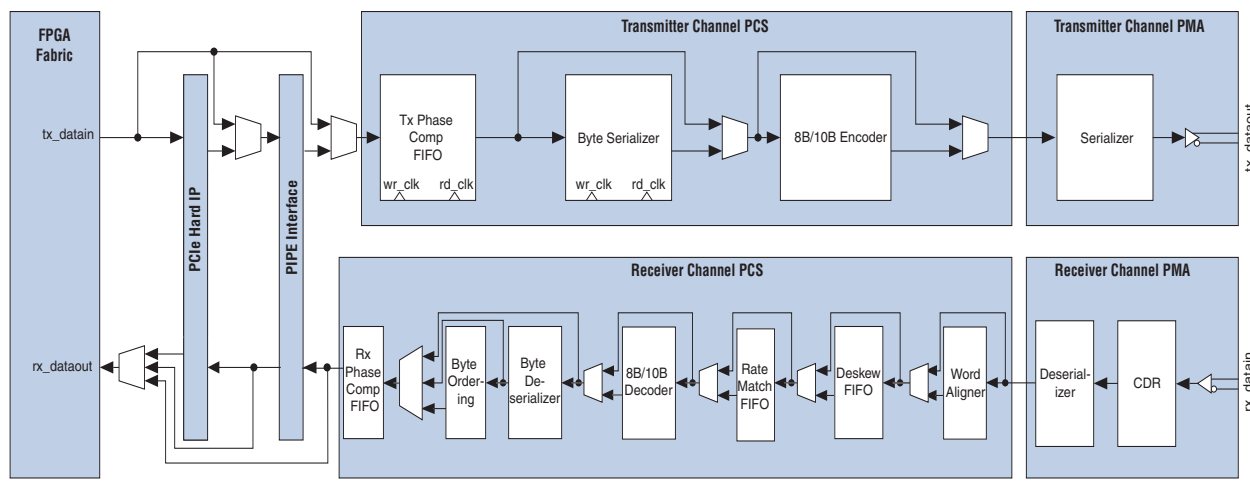 FPGA
Fabric
Transmitter Channel PCS
Transmitter Channel PMA
tx_datain
Tx Phase
Comp
FIFO
wr_clk
rd_clk
Byte Serializer
wr_clk
rd_clk
8B/10B Encoder
Serializer
tx_dataout
PCIe Hard IP
PIPE Interface
Receiver Channel PCS
Receiver Channel PMA
rx_dataout
Rx
Phase
Comp
FIFO
Byte
Order-
ing
Byte
De-
serializer
8B/10B
Decoder
Rate
Match
FIFO
Deskew
FIFO
Word
Aligner
Deserial-
izer
CDR
rx_datain